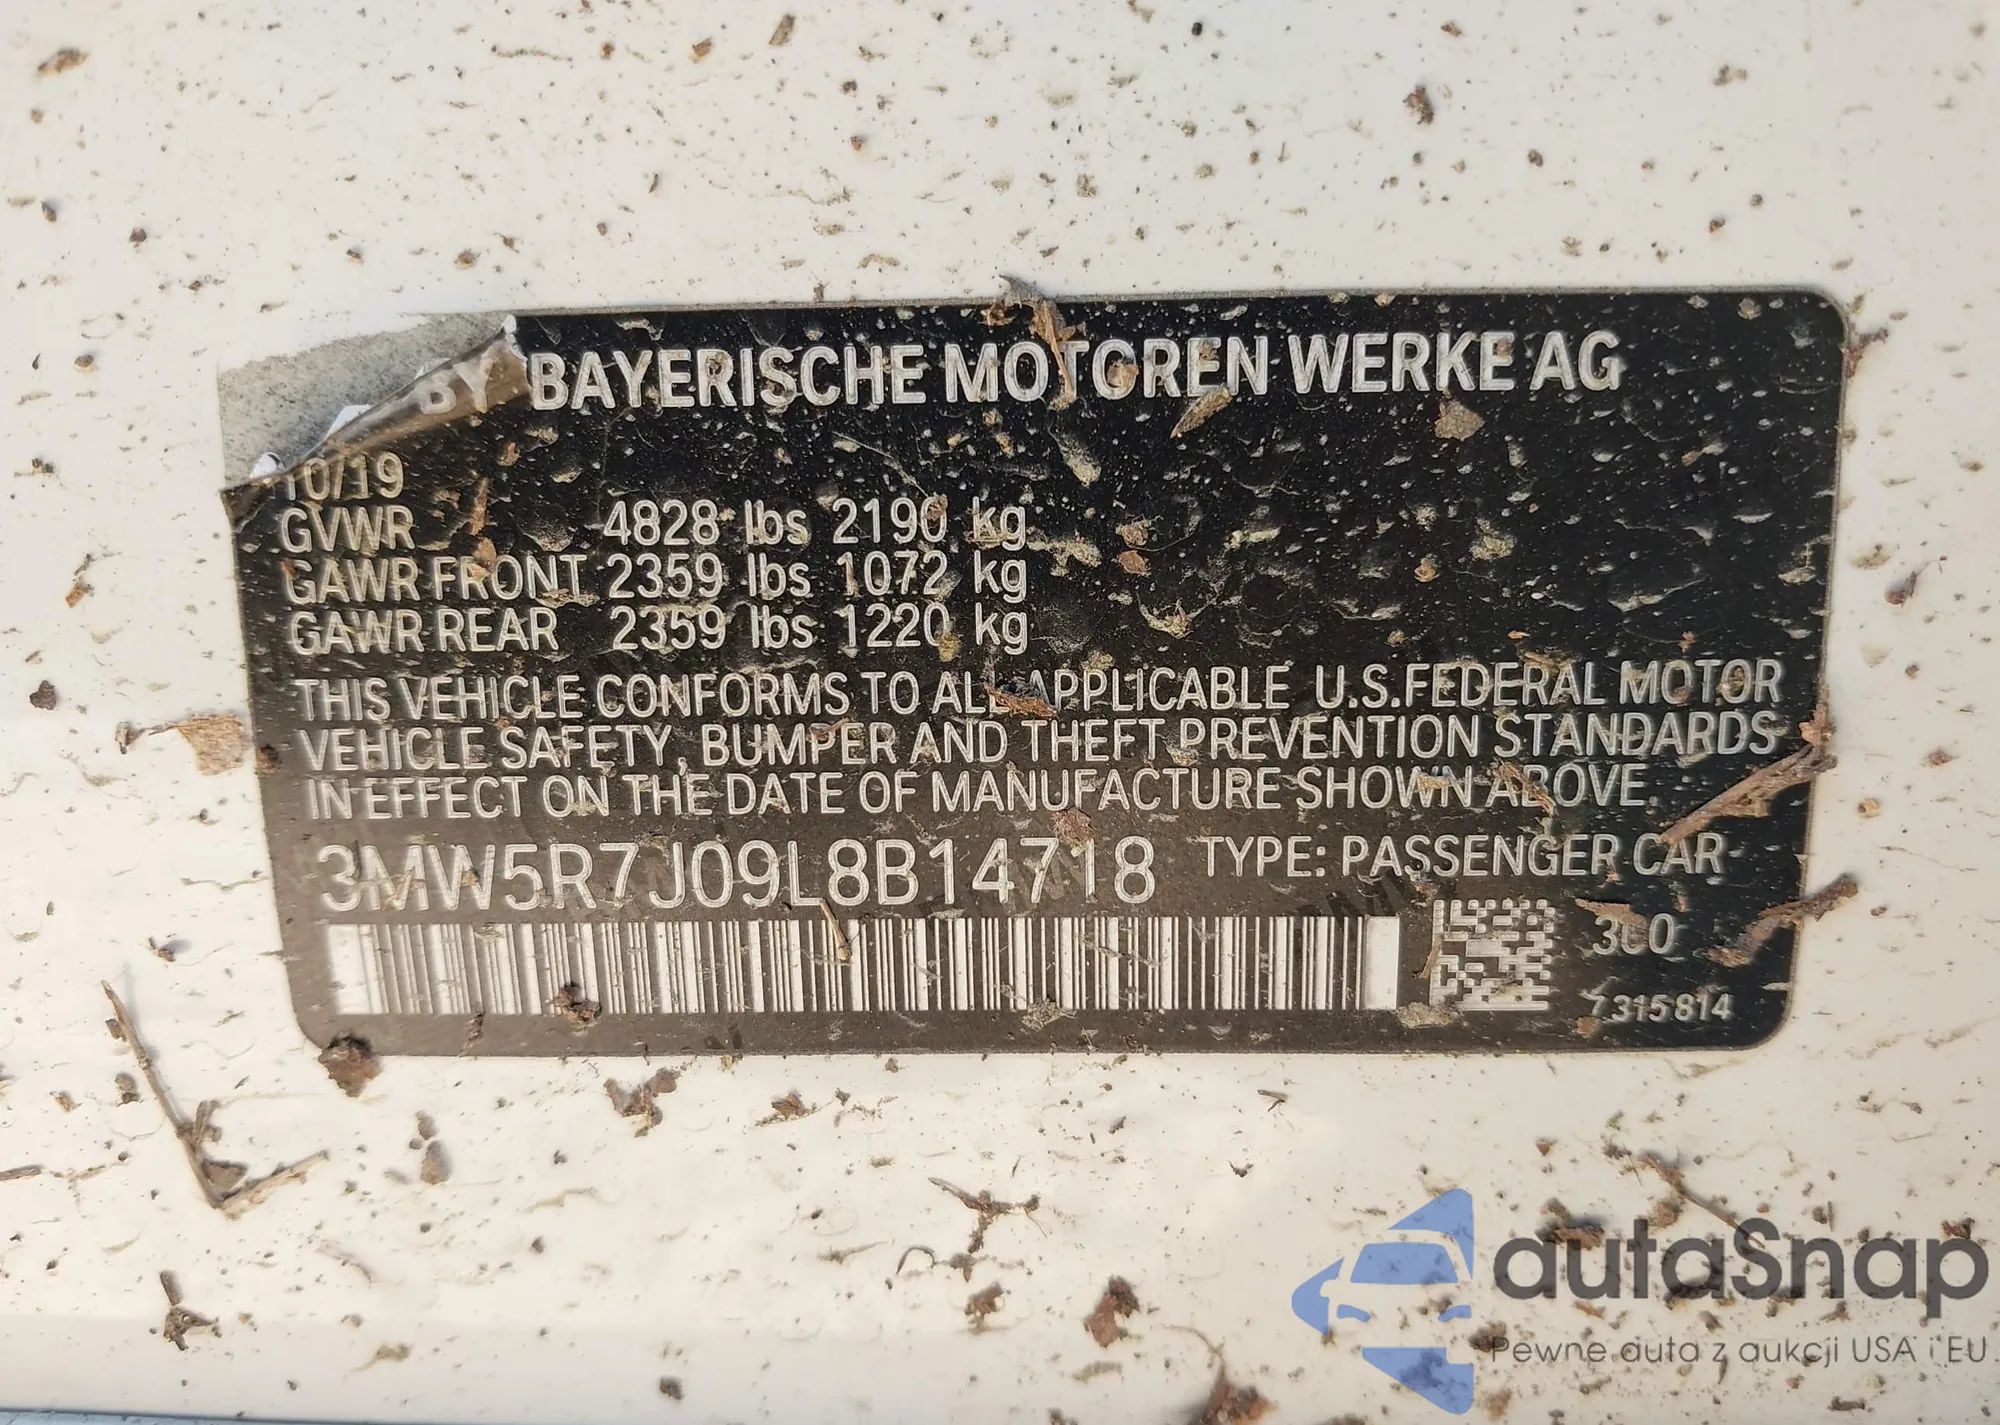 BY BAYERISCHE MOTOREN WERKE AG
10/19
GVWR 4828 lbs 2190 kg
GAWR FRONT 2359 lbs 1072 kg
GAWR REAR 2359 lbs 1220 kg
THIS VEHICLE CONFORMS TO ALL APPLICABLE U.S.FEDERAL MOTOR
VEHICLE SAFETY, BUMPER AND THEFT PREVENTION STANDARDS
IN EFFECT ON THE DATE OF MANUFACTURE SHOWN ABOVE.
3MW5R7J09L8B14718 TYPE: PASSENGER CAR
300
7315814
autaSnap
Pewne auta z aukcji USA i EU